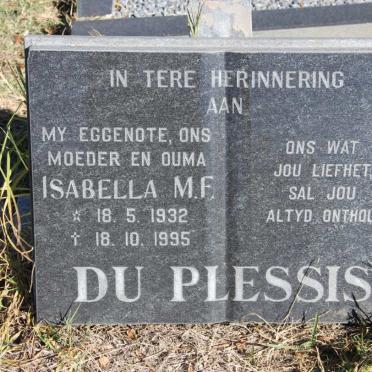 IN TERE HERINNERING
AAN
MY EGGENOTE, ONS
MOEDER EN OUMA
ISABELLA M.F.
☆ 18. 5. 1932
† 18. 10. 1995
ONS WAT
JOU LIEFHET,
SAL JOU
ALTYD ONTHOU
DU PLESSIS